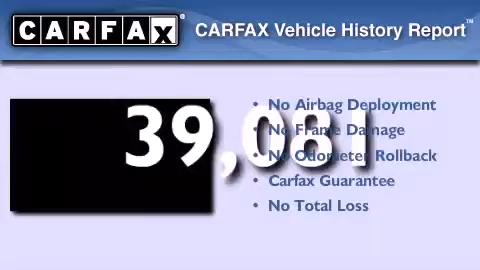 CARFAX CARFAX Vehicle History Report™
39,081
• No Airbag Deployment
• No Frame Damage
• No Odometer Rollback
• Carfax Guarantee
• No Total Loss